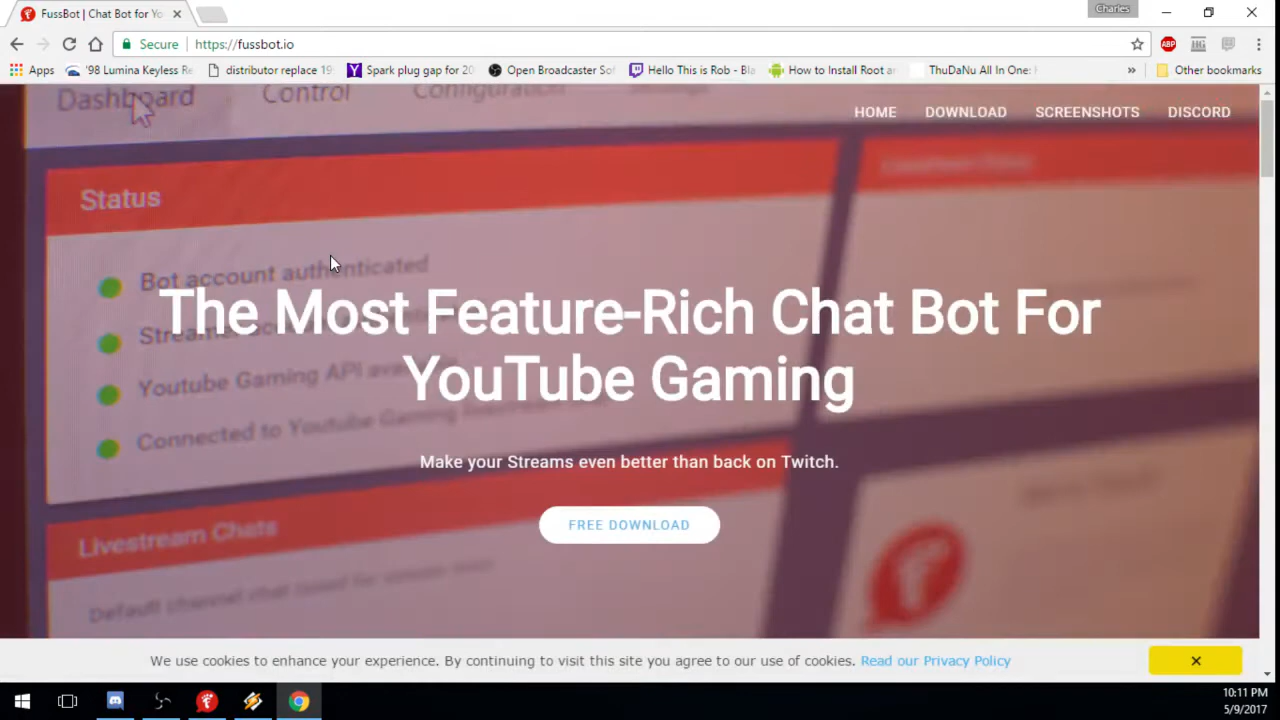 FussBot | Chat Bot for Yo
Charles
Secure
https://fussbot.io
ABP
Apps
'98 Lumina Keyless Re
distributor replace 19
Spark plug gap for 20
Open Broadcaster So
Hello This is Rob - Bla
How to Install Root a
ThuDaNu All In One:
»
Other bookmarks
Dashboard
Control
Configuration
HOME
DOWNLOAD
SCREENSHOTS
DISCORD
Status
Bot account authenticated
The Most Feature-Rich Chat Bot For
YouTube Gaming
Youtube Gaming API
Connected to Youtube Gaming
Make your Streams even better than back on Twitch.
FREE DOWNLOAD
Livestream Chats
We use cookies to enhance your experience. By continuing to visit this site you agree to our use of cookies. Read our Privacy Policy
10:11 PM
5/9/2017